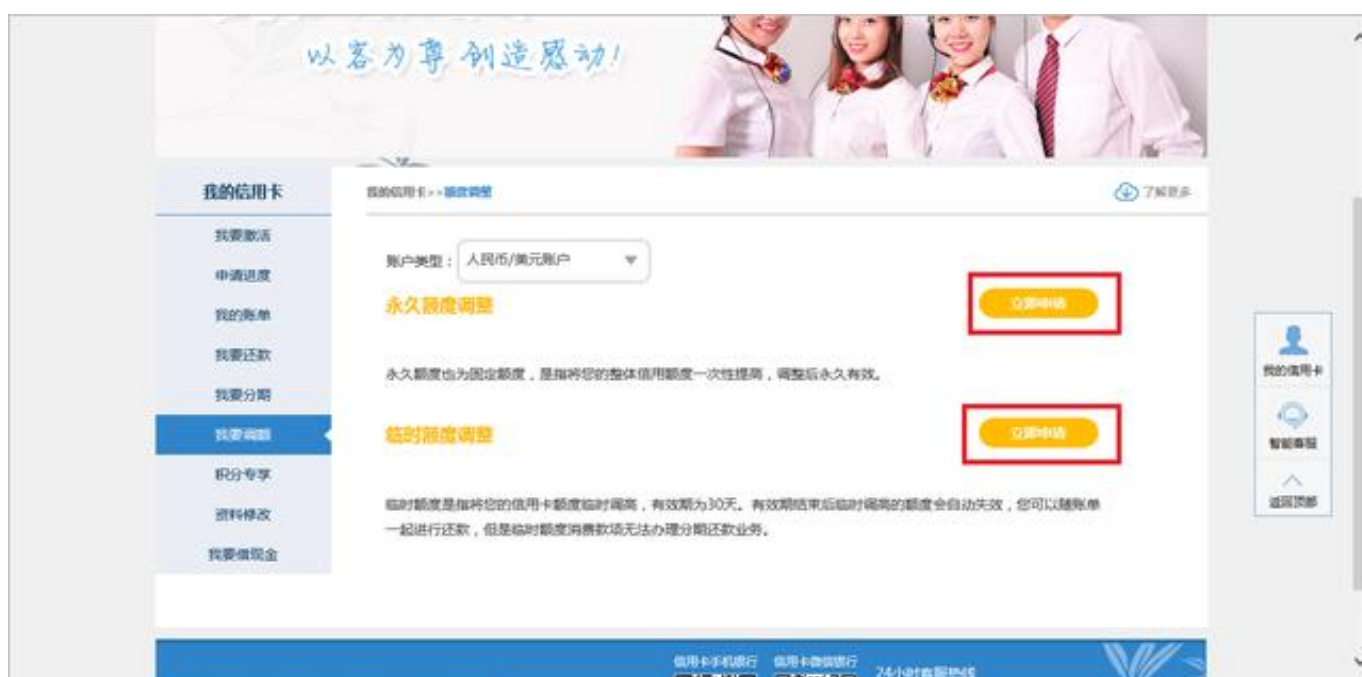 以客为尊 创造感动!
我的信用卡
我的信用卡>>额度调整
了解更多
我要激活
申请进度
我的账单
我要还款
我要分期
我要调额
积分专享
资料修改
我要借现金
账户类型:
人民币/美元账户
永久额度调整
立即申请
永久额度也为固定额度,是指将您的整体信用额度一次性提高,调整后永久有效。
临时额度调整
立即申请
临时额度是指将您的信用卡额度临时调高,有效期为30天。有效期结束后临时调高的额度会自动失效,您可以随账单
一起进行还款,但是临时额度消费款项无法办理分期还款业务。
我的信用卡
智能客服
返回顶部
信用卡手机银行
信用卡微信银行
24小时客服热线